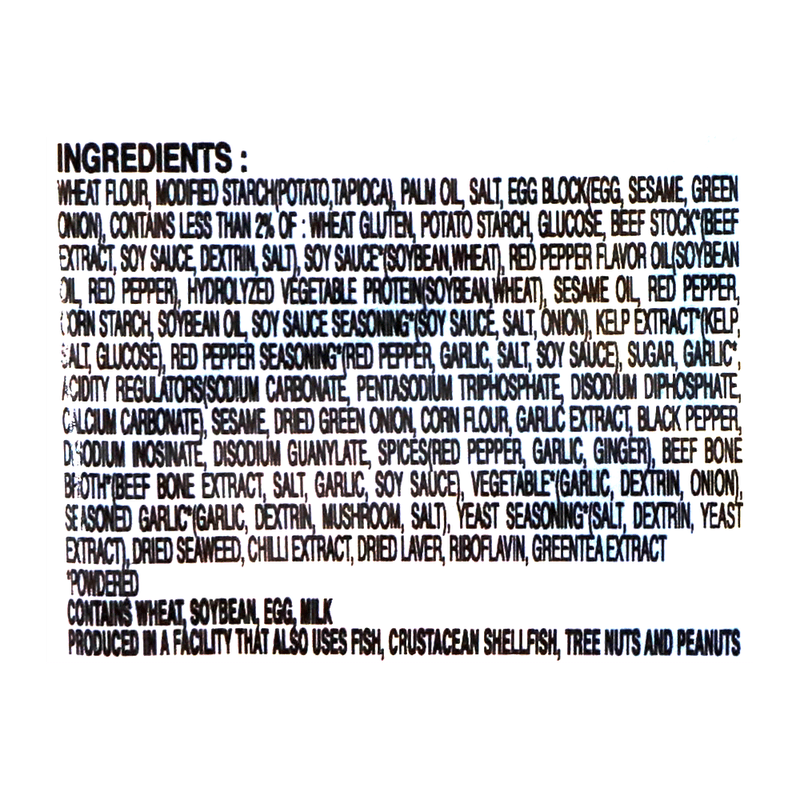 INGREDIENTS :
WHEAT FLOUR, MODIFIED STARCH(POTATO,TAPIOCA), PALM OIL, SALT, EGG BLOCK(EGG, SESAME, GREEN
ONION), CONTAINS LESS THAN 2% OF : WHEAT GLUTEN, POTATO STARCH, GLUCOSE, BEEF STOCK*(BEEF
EXTRACT, SOY SAUCE, DEXTRIN, SALT), SOY SAUCE*(SOYBEAN,WHEAT), RED PEPPER FLAVOR OIL(SOYBEAN
OIL, RED PEPPER), HYDROLYZED VEGETABLE PROTEIN(SOYBEAN,WHEAT), SESAME OIL, RED PEPPER,
CORN STARCH, SOYBEAN OIL, SOY SAUCE SEASONING*(SOY SAUCE, SALT, ONION), KELP EXTRACT*(KELP,
SALT, GLUCOSE), RED PEPPER SEASONING*(RED PEPPER, GARLIC, SALT, SOY SAUCE), SUGAR, GARLIC*,
ACIDITY REGULATORS(SODIUM CARBONATE, PENTASODIUM TRIPHOSPHATE, DISODIUM DIPHOSPHATE,
CALCIUM CARBONATE), SESAME, DRIED GREEN ONION, CORN FLOUR, GARLIC EXTRACT, BLACK PEPPER,
DISODIUM INOSINATE, DISODIUM GUANYLATE, SPICES(RED PEPPER, GARLIC, GINGER), BEEF BONE
BROTH*(BEEF BONE EXTRACT, SALT, GARLIC, SOY SAUCE), VEGETABLE*(GARLIC, DEXTRIN, ONION),
SEASONED GARLIC*(GARLIC, DEXTRIN, MUSHROOM, SALT), YEAST SEASONING*(SALT, DEXTRIN, YEAST
EXTRACT), DRIED SEAWEED, CHILLI EXTRACT, DRIED LAVER, RIBOFLAVIN, GREENTEA EXTRACT
*POWDERED
CONTAINS WHEAT, SOYBEAN, EGG, MILK
PRODUCED IN A FACILITY THAT ALSO USES FISH, CRUSTACEAN SHELLFISH, TREE NUTS AND PEANUTS